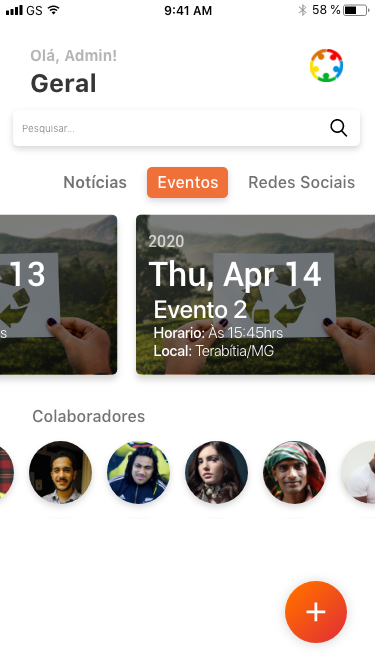 GS 9:41 AM 58 %
Olá, Admin!
Geral
Pesquisar...
Notícias Eventos Redes Sociais
2020
13 Thu, Apr 14
Evento 2
s Horario: Às 15:45hrs
Local: Terabítia/MG
Colaboradores
+